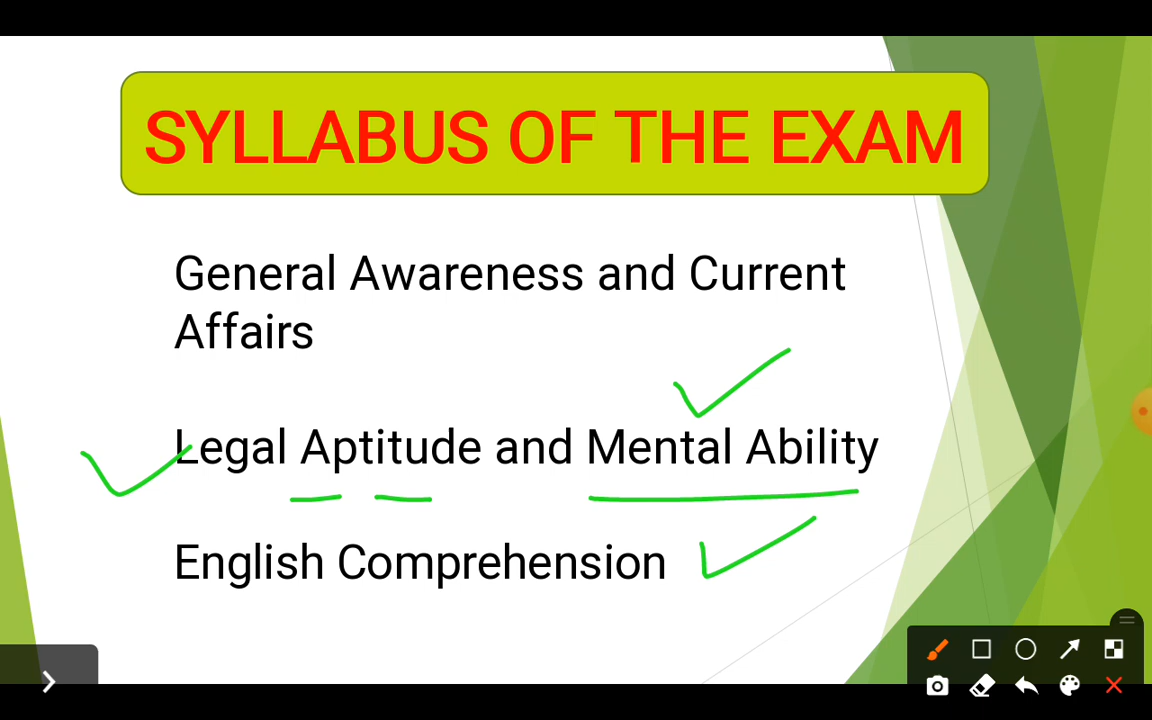 SYLLABUS OF THE EXAM
General Awareness and Current
Affairs
Legal Aptitude and Mental Ability
English Comprehension